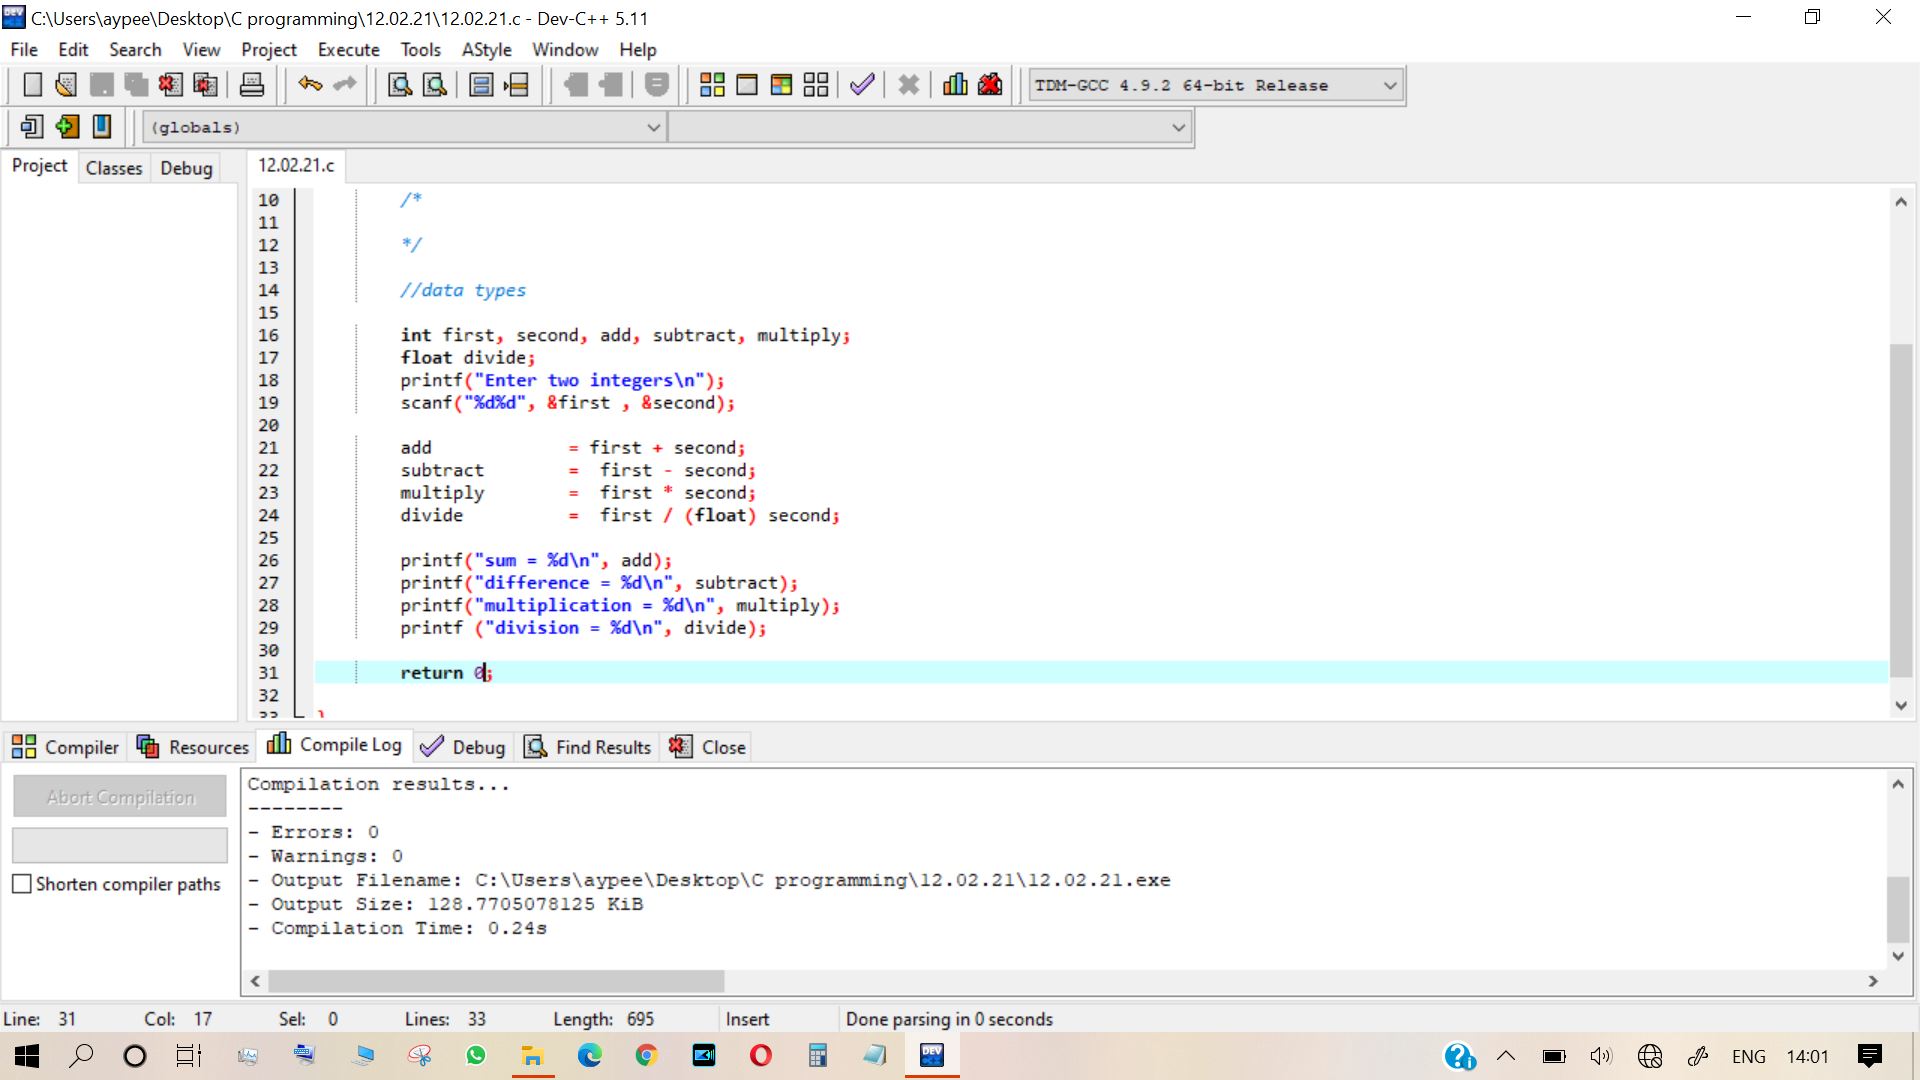 C:\Users\aypee\Desktop\C programming\12.02.21\12.02.21.c - Dev-C++ 5.11
File Edit Search View Project Execute Tools AStyle Window Help
TDM-GCC 4.9.2 64-bit Release
(globals)
Project Classes Debug
12.02.21.c
10 /*
11
12 */
13
14 //data types
15
16 int first, second, add, subtract, multiply;
17 float divide;
18 printf("Enter two integers\n");
19 scanf("%d%d", &first , &second);
20
21 add = first + second;
22 subtract = first - second;
23 multiply = first * second;
24 divide = first / (float) second;
25
26 printf("sum = %d\n", add);
27 printf("difference = %d\n", subtract);
28 printf("multiplication = %d\n", multiply);
29 printf ("division = %d\n", divide);
30
31 return 0;
32
33 }
Compiler Resources Compile Log Debug Find Results Close
Abort Compilation
Shorten compiler paths
Compilation results...
--------
- Errors: 0
- Warnings: 0
- Output Filename: C:\Users\aypee\Desktop\C programming\12.02.21\12.02.21.exe
- Output Size: 128.7705078125 KiB
- Compilation Time: 0.24s
Line: 31 Col: 17 Sel: 0 Lines: 33 Length: 695 Insert Done parsing in 0 seconds
DEV
ENG 14:01